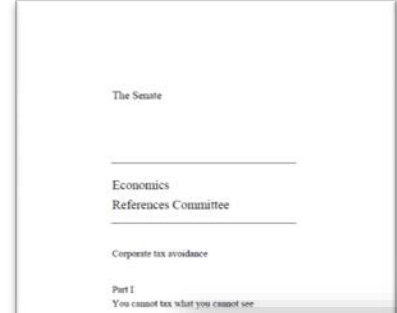 The Senate
Economics
References Committee
Corporate tax avoidance
Part I
You cannot tax what you cannot see